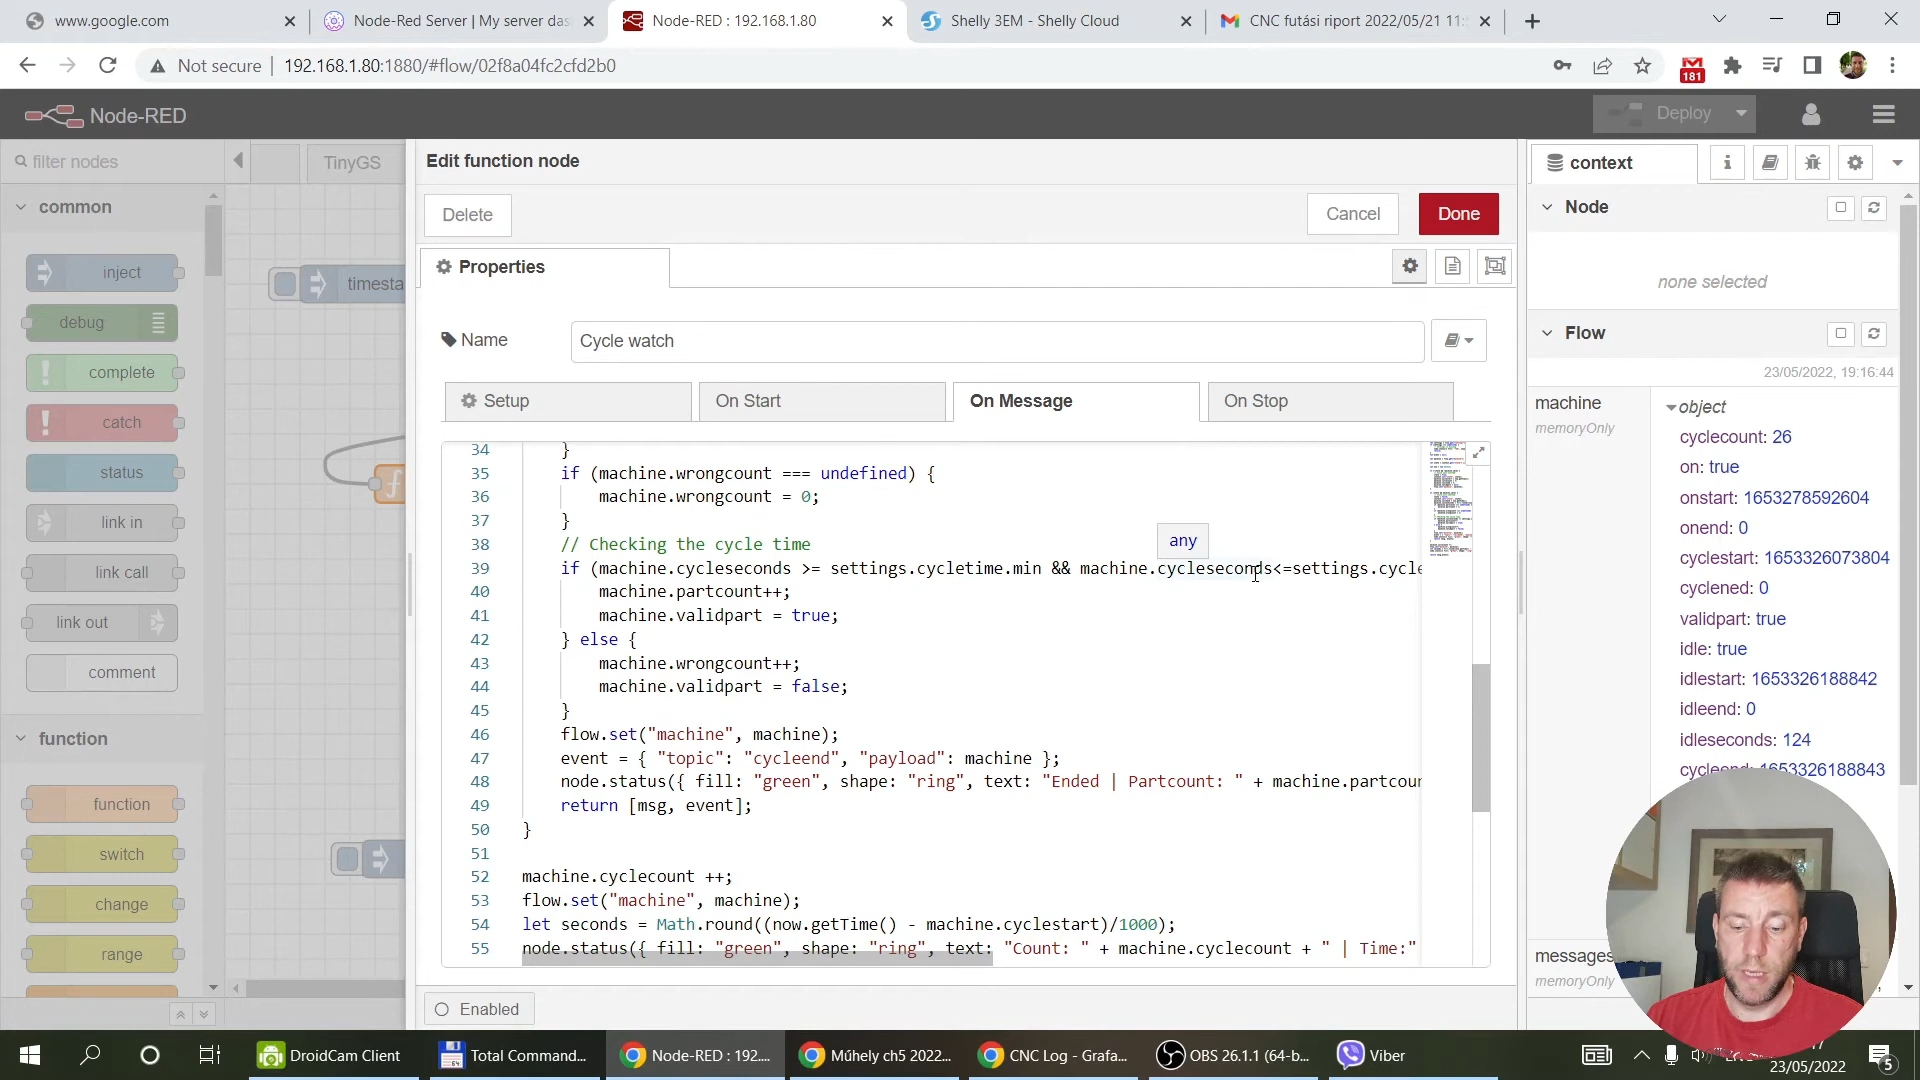 www.google.com
Node-Red Server | My server das
Node-RED : 192.168.1.80
Shelly 3EM - Shelly Cloud
CNC futási riport 2022/05/21 11:
Not secure
192.168.1.80:1880/#flow/02f8a04fc2cfd2b0
181
Node-RED
Deploy
filter nodes
TinyGS
common
inject
debug
complete
catch
status
link in
link call
link out
comment
function
function
switch
change
range
timesta
Edit function node
Delete
Cancel
Done
Properties
Name
Cycle watch
Setup
On Start
On Message
On Stop
34 }
35 if (machine.wrongcount === undefined) {
36 machine.wrongcount = 0;
37 }
any
38 // Checking the cycle time
39 if (machine.cycleseconds >= settings.cycletime.min && machine.cycleseconds<=settings.cycle
40 machine.partcount++;
41 machine.validpart = true;
42 } else {
43 machine.wrongcount++;
44 machine.validpart = false;
45 }
46 flow.set("machine", machine);
47 event = { "topic": "cycleend", "payload": machine };
48 node.status({ fill: "green", shape: "ring", text: "Ended | Partcount: " + machine.partcoun
49 return [msg, event];
50 }
51
52 machine.cyclecount ++;
53 flow.set("machine", machine);
54 let seconds = Math.round((now.getTime() - machine.cyclestart)/1000);
55 node.status({ fill: "green", shape: "ring", text: "Count: " + machine.cyclecount + " | Time:"
Enabled
context
Node
none selected
Flow
23/05/2022, 19:16:44
machine
memoryOnly
object
cyclecount: 26
on: true
onstart: 1653278592604
onend: 0
cyclestart: 1653326073804
cyclened: 0
validpart: true
idle: true
idlestart: 1653326188842
idleend: 0
idleseconds: 124
cycleend: 1653326188843
messages
memoryOnly
DroidCam Client
Total Command...
Node-RED : 192....
Műhely ch5 2022...
CNC Log - Grafa...
OBS 26.1.1 (64-b...
Viber
23/05/2022
5